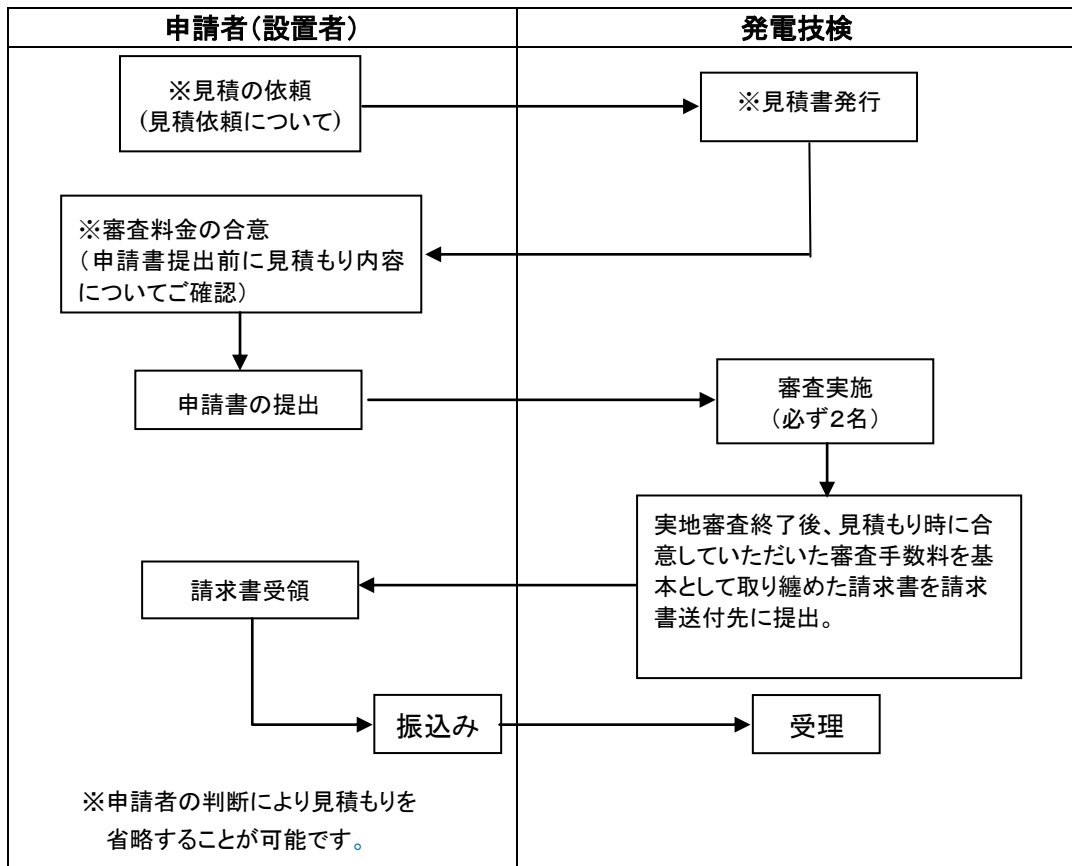 申請者（設置者）
発電技検
※見積の依頼
(見積依頼について)
※見積書発行
※審査料金の合意
（申請書提出前に見積もり内容
についてご確認）
申請書の提出
審査実施
（必ず２名）
実地審査終了後、見積もり時に合
意していただいた審査手数料を基
本として取り纏めた請求書を請求
書送付先に提出。
請求書受領
振込み
受理
※申請者の判断により見積もりを
省略することが可能です。